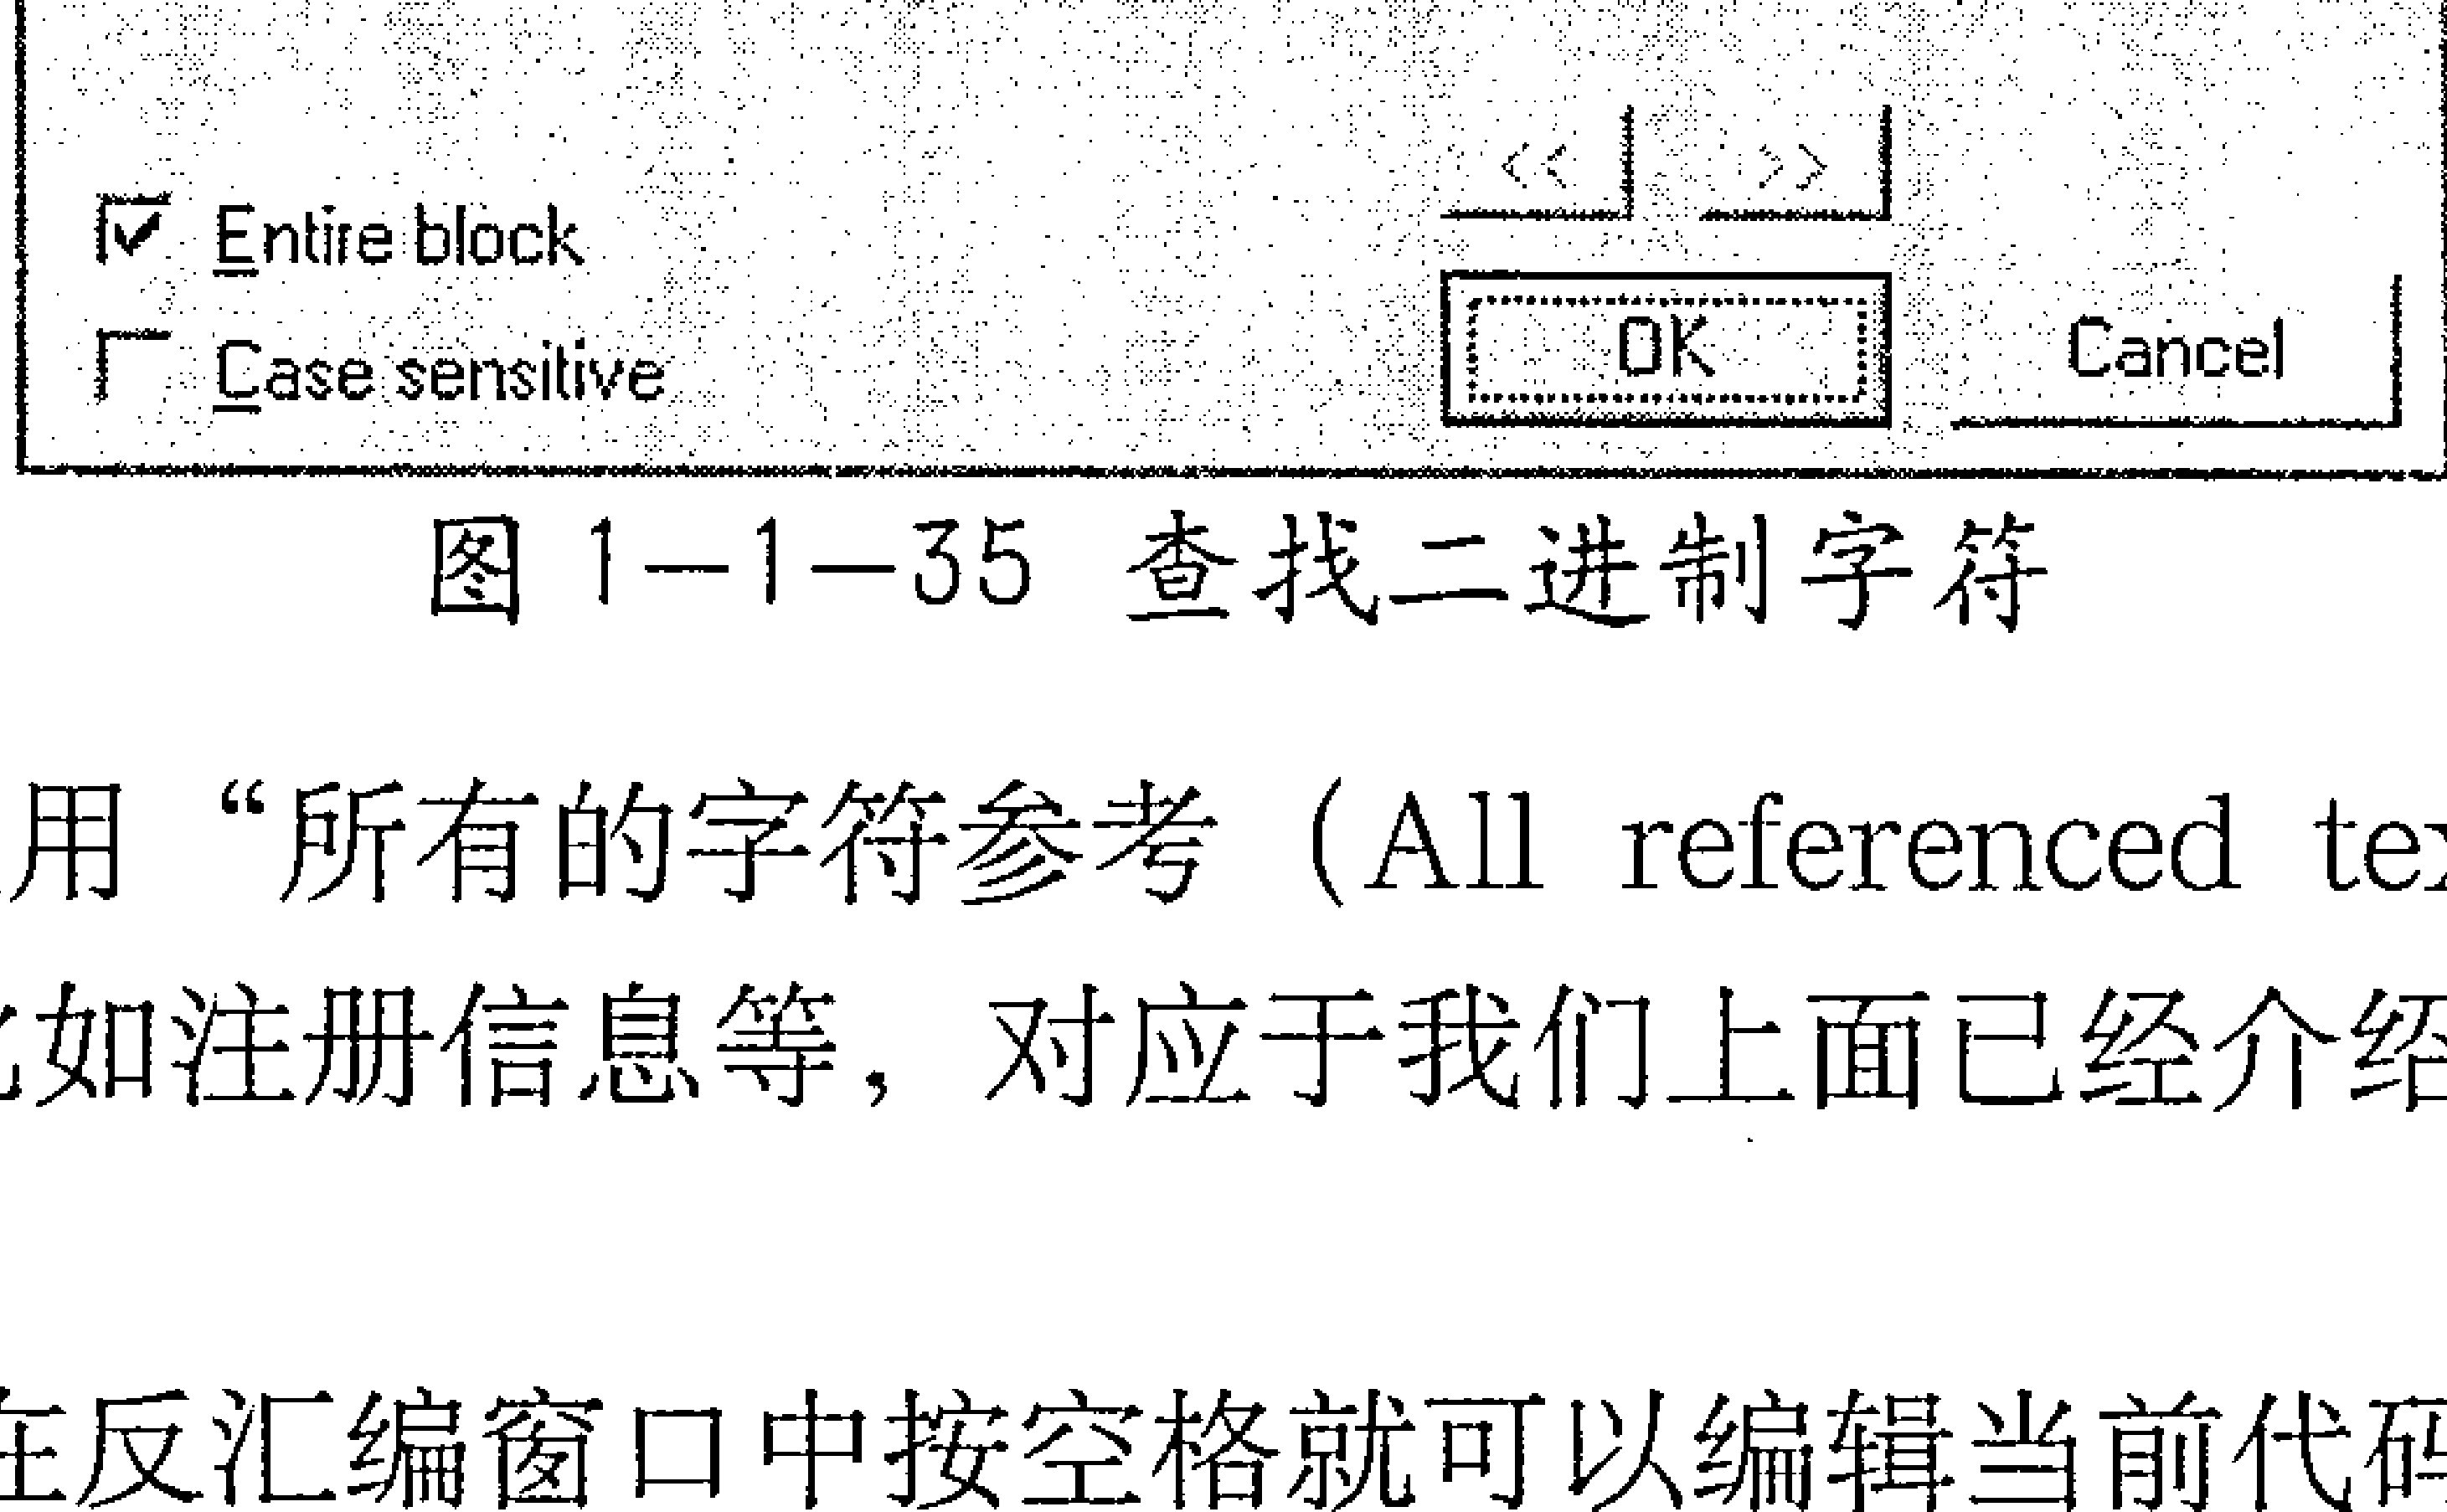 << >>
Entire block
Case sensitive
OK Cancel
图 1—1—35 查找二进制字符
用“所有的字符参考 (All referenced
如注册信息等，对应于我们上面已经介绍
在反汇编窗口中按空格就可以编辑当前代码